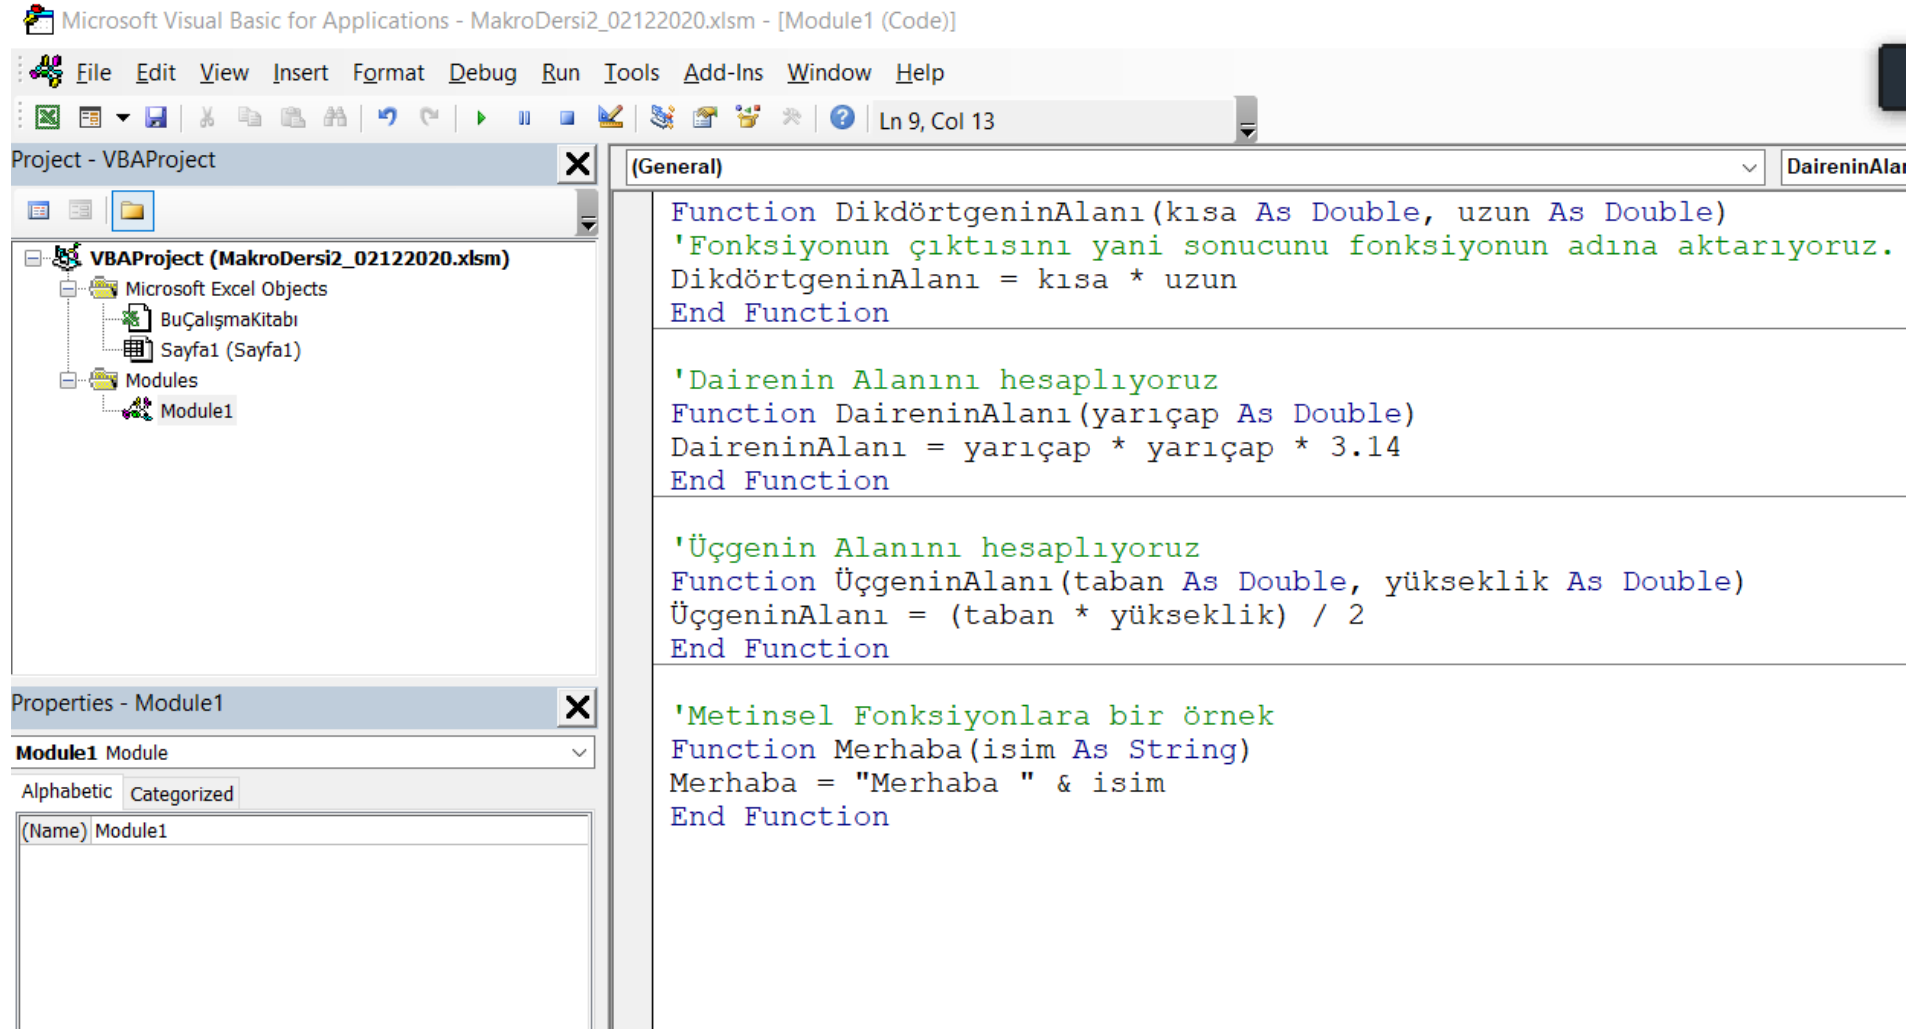 Microsoft Visual Basic for Applications - MakroDersi2_02122020.xlsm - [Module1 (Code)]
File Edit View Insert Format Debug Run Tools Add-Ins Window Help
Ln 9, Col 13
Project - VBAProject
VBAProject (MakroDersi2_02122020.xlsm)
Microsoft Excel Objects
BuÇalışmaKitabı
Sayfa1 (Sayfa1)
Modules
Module1
Properties - Module1
Module1 Module
Alphabetic Categorized
(Name) Module1
(General)
DaireninAlan
Function DikdörtgeninAlanı(kısa As Double, uzun As Double)
'Fonksiyonun çıktısını yani sonucunu fonksiyonun adına aktarıyoruz.
DikdörtgeninAlanı = kısa * uzun
End Function
'Dairenin Alanını hesaplıyoruz
Function DaireninAlanı(yarıçap As Double)
DaireninAlanı = yarıçap * yarıçap * 3.14
End Function
'Üçgenin Alanını hesaplıyoruz
Function ÜçgeninAlanı(taban As Double, yükseklik As Double)
ÜçgeninAlanı = (taban * yükseklik) / 2
End Function
'Metinsel Fonksiyonlara bir örnek
Function Merhaba(isim As String)
Merhaba = "Merhaba " & isim
End Function